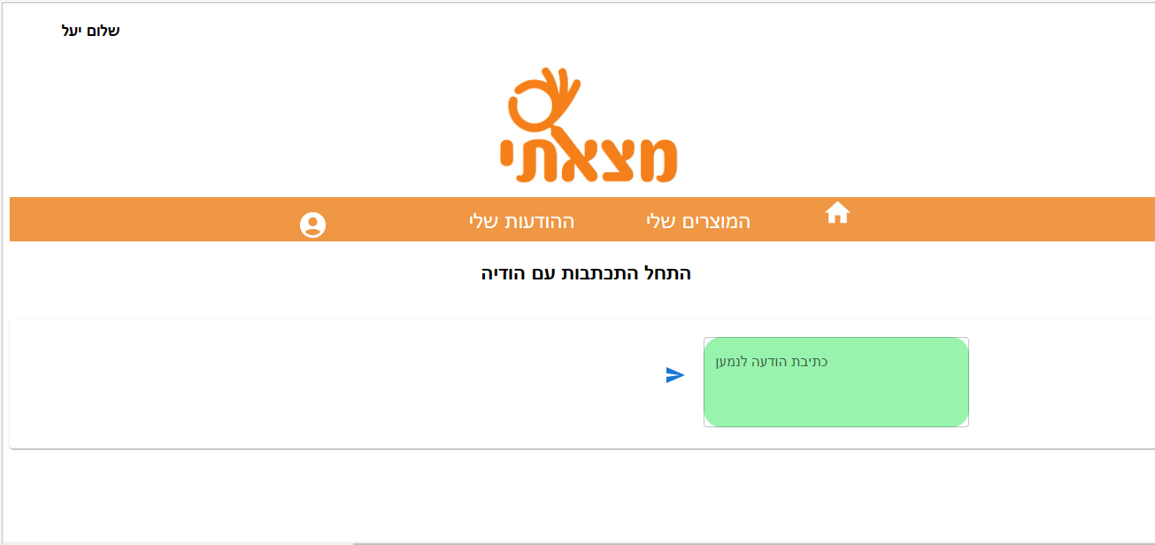 שלום יעל
מצאתי
המוצרים שלי
ההודעות שלי
התחל התכתבות עם הודיה
כתיבת הודעה לנמען